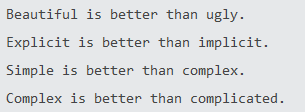 Beautiful is better than ugly.
Explicit is better than implicit.
Simple is better than complex.
Complex is better than complicated.